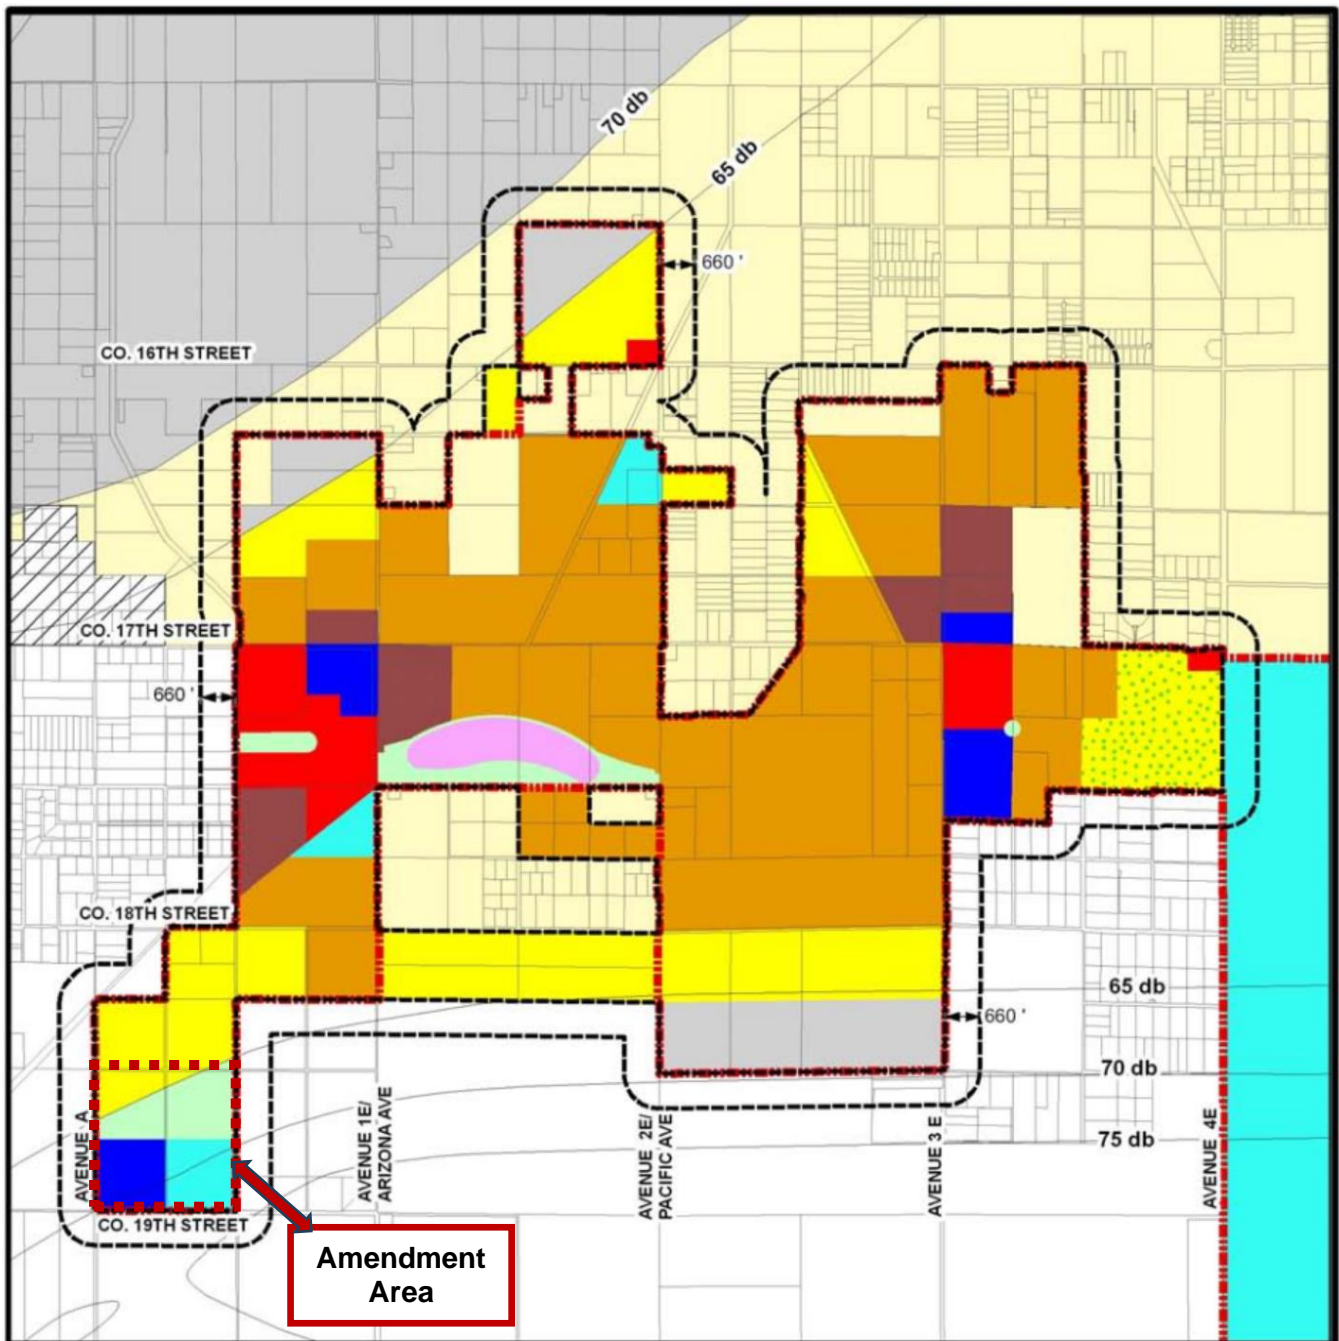 70 db
65 db
660 '
CO. 16TH STREET
CO. 17TH STREET
660 '
CO. 18TH STREET
65 db
660 '
70 db
75 db
AVENUE A
AVENUE 1E/
ARIZONA AVE
AVENUE 2E/
PACIFIC AVE
AVENUE 3 E
AVENUE 4E
CO. 19TH STREET
Amendment
Area